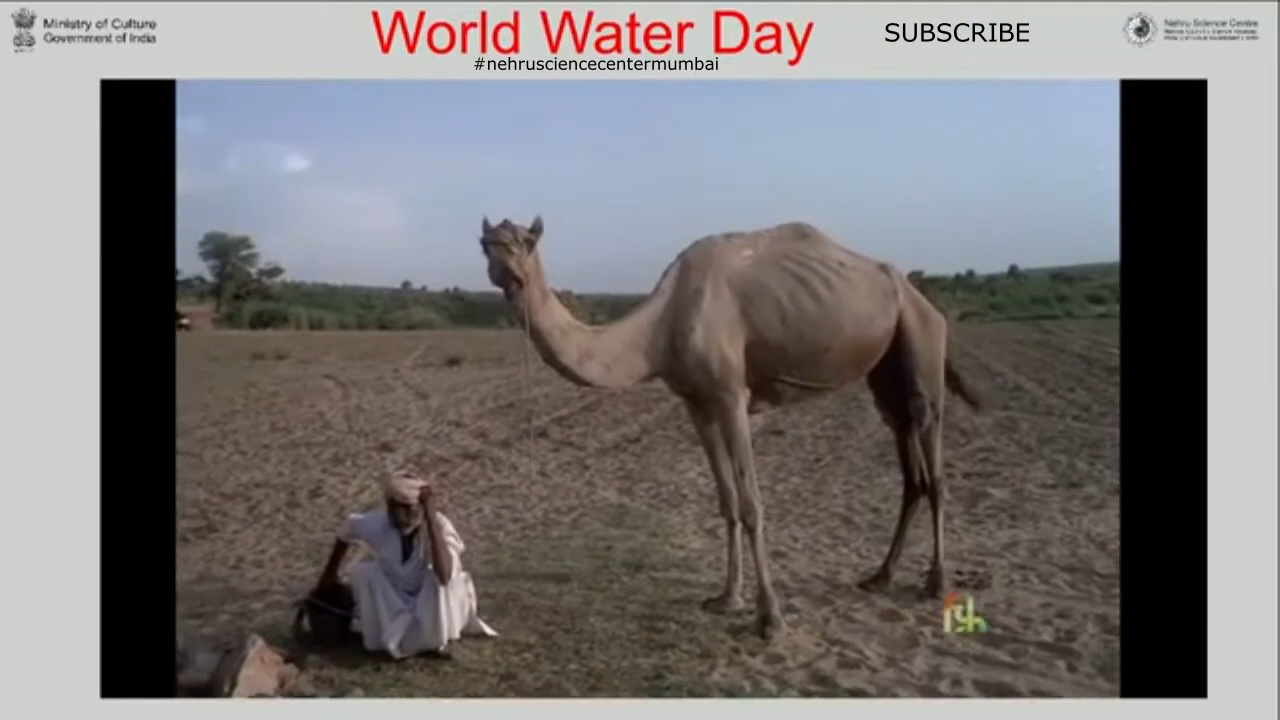 Ministry of Culture
Government of India
World Water Day
#nehrusciencecentermumbai
SUBSCRIBE
Nehru Science Centre